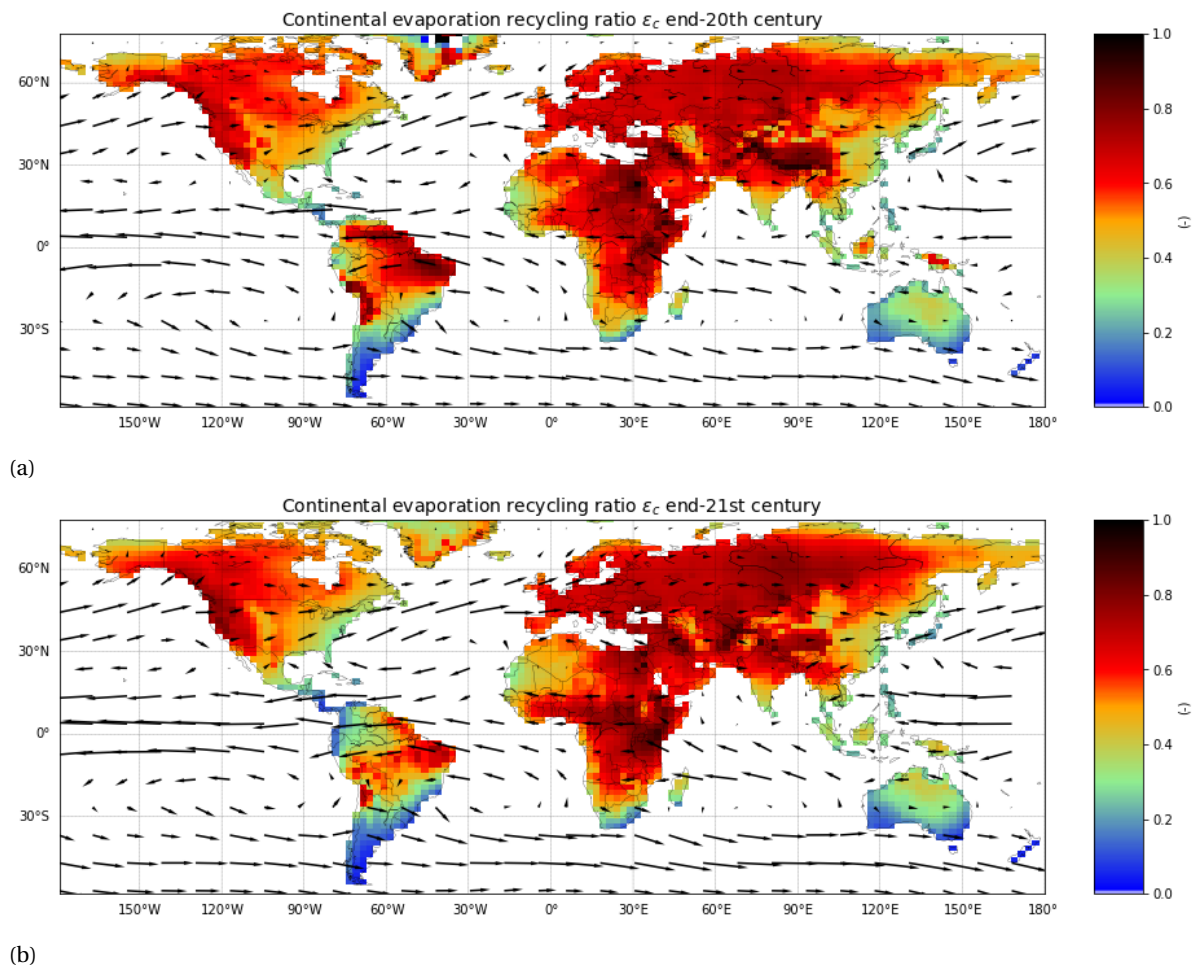 Continental evaporation recycling ratio εc end-20th century
60°N
30°N
0°
30°S
150°W 120°W 90°W 60°W 30°W 0° 30°E 60°E 90°E 120°E 150°E 180°
1.0
0.8
0.6
0.4
0.2
0.0
(-)
(a)
Continental evaporation recycling ratio εc end-21st century
60°N
30°N
0°
30°S
150°W 120°W 90°W 60°W 30°W 0° 30°E 60°E 90°E 120°E 150°E 180°
1.0
0.8
0.6
0.4
0.2
0.0
(-)
(b)